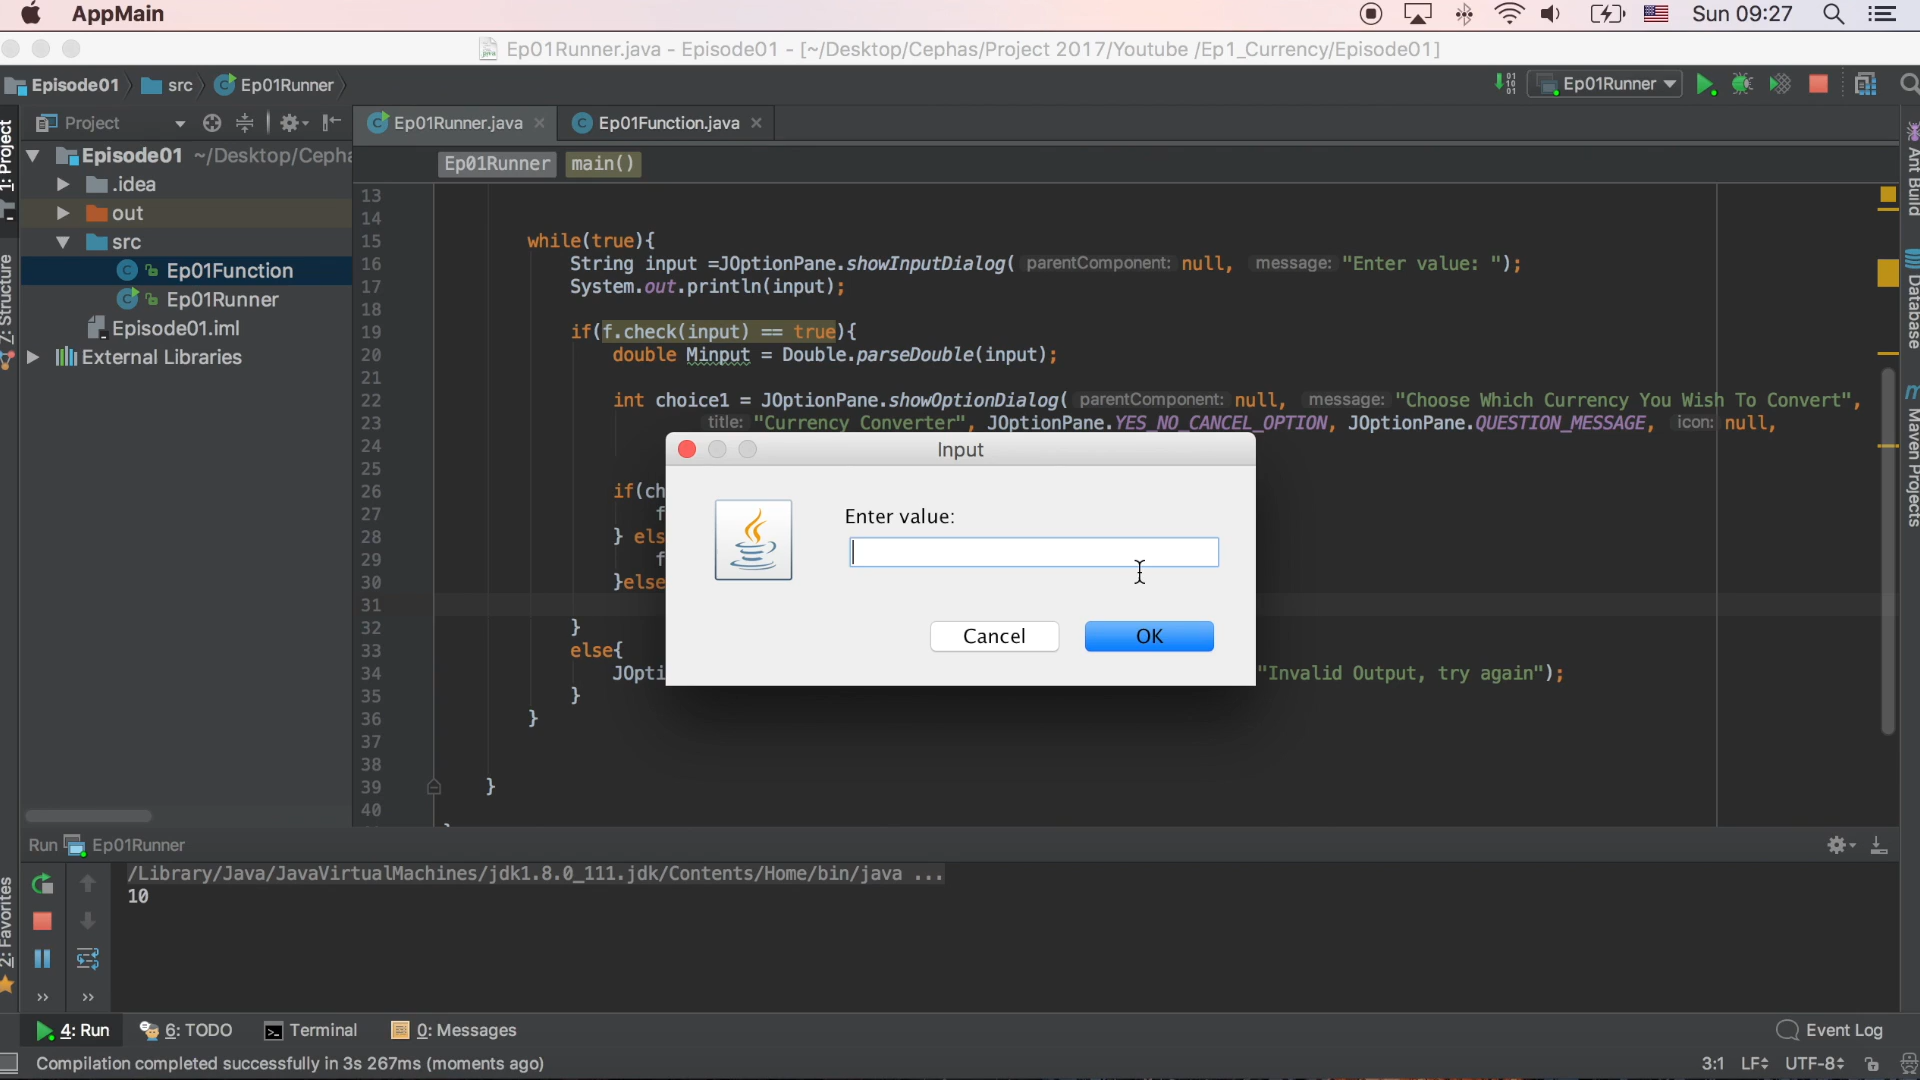 AppMain
Sun 09:27
Ep01Runner.java - Episode01 - [~/Desktop/Cephas/Project 2017/Youtube /Ep1_Currency/Episode01]
Episode01 src Ep01Runner
Ep01Runner
1: Project
Project
Ep01Runner.java
Ep01Function.java
Ep01Runner main()
Episode01 ~/Desktop/Cepha
.idea
out
src
Ep01Function
Ep01Runner
Episode01.iml
External Libraries
Z: Structure
2: Favorites
13
14
15 while(true){
16 String input =JOptionPane.showInputDialog( parentComponent: null, message: "Enter value: ");
17 System.out.println(input);
18
19 if(f.check(input) == true){
20 double Minput = Double.parseDouble(input);
21
22 int choice1 = JOptionPane.showOptionDialog( parentComponent: null, message: "Choose Which Currency You Wish To Convert",
23 title: "Currency Converter", JOptionPane.YES_NO_CANCEL_OPTION, JOptionPane.QUESTION_MESSAGE, icon: null,
24
25
26 if(ch
27 f
28 } els
29 f
30 }else
31
32 }
33 else{
34 JOpti "Invalid Output, try again");
35 }
36 }
37
38
39 }
40
Input
Enter value:
Cancel
OK
Ant Build
Database
Maven Projects
Run Ep01Runner
/Library/Java/JavaVirtualMachines/jdk1.8.0_111.jdk/Contents/Home/bin/java ...
10
4: Run
6: TODO
Terminal
0: Messages
Event Log
Compilation completed successfully in 3s 267ms (moments ago)
3:1 LF UTF-8